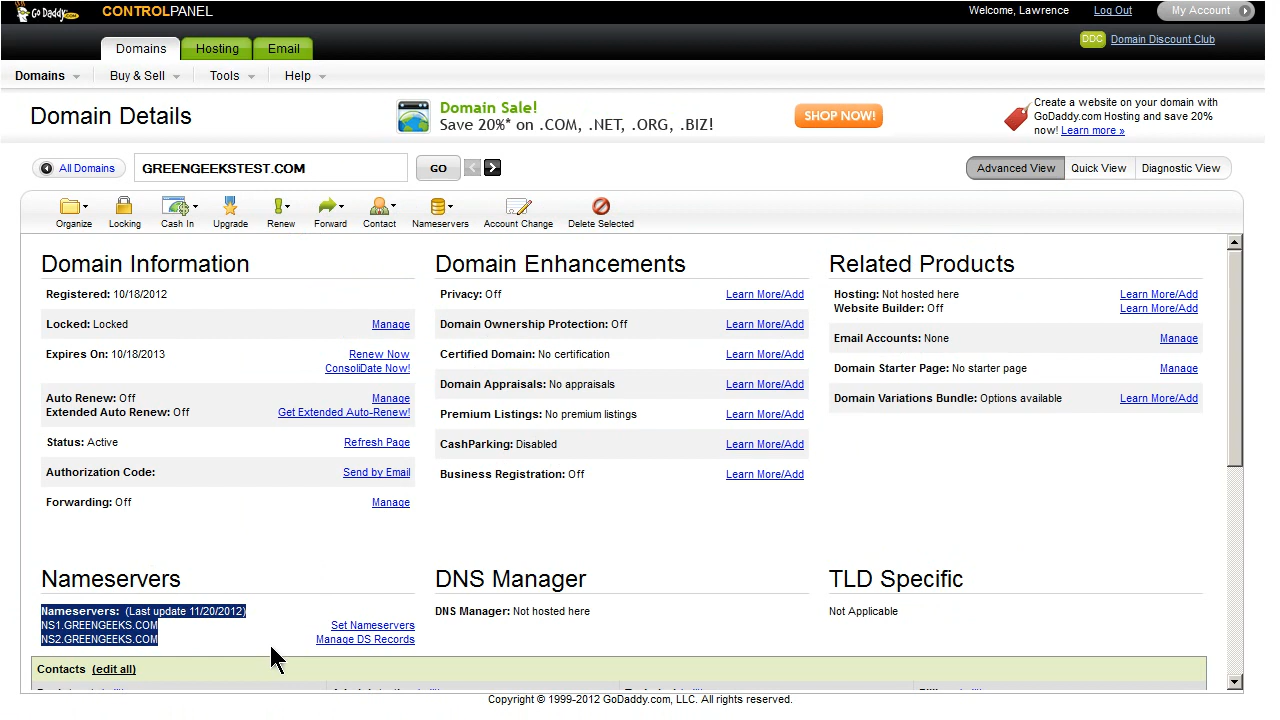 Go Daddy.com CONTROLPANEL
Welcome, Lawrence Log Out My Account
Domains Hosting Email
DDC Domain Discount Club
Domains Buy & Sell Tools Help
Domain Details
Domain Sale!
Save 20%* on .COM, .NET, .ORG, .BIZ!
SHOP NOW!
Create a website on your domain with
GoDaddy.com Hosting and save 20%
now! Learn more »
All Domains GREENGEEKSTEST.COM GO
Advanced View Quick View Diagnostic View
Organize Locking Cash In Upgrade Renew Forward Contact Nameservers Account Change Delete Selected
Domain Information
Registered: 10/18/2012
Locked: Locked Manage
Expires On: 10/18/2013 Renew Now
ConsoliDate Now!
Auto Renew: Off Manage
Extended Auto Renew: Off Get Extended Auto-Renew!
Status: Active Refresh Page
Authorization Code: Send by Email
Forwarding: Off Manage
Domain Enhancements
Privacy: Off Learn More/Add
Domain Ownership Protection: Off Learn More/Add
Certified Domain: No certification Learn More/Add
Domain Appraisals: No appraisals Learn More/Add
Premium Listings: No premium listings Learn More/Add
CashParking: Disabled Learn More/Add
Business Registration: Off Learn More/Add
Related Products
Hosting: Not hosted here Learn More/Add
Website Builder: Off Learn More/Add
Email Accounts: None Manage
Domain Starter Page: No starter page Manage
Domain Variations Bundle: Options available Learn More/Add
Nameservers
Nameservers: (Last update 11/20/2012)
NS1.GREENGEEKS.COM Set Nameservers
NS2.GREENGEEKS.COM Manage DS Records
DNS Manager
DNS Manager: Not hosted here
TLD Specific
Not Applicable
Contacts (edit all)
Copyright © 1999-2012 GoDaddy.com, LLC. All rights reserved.